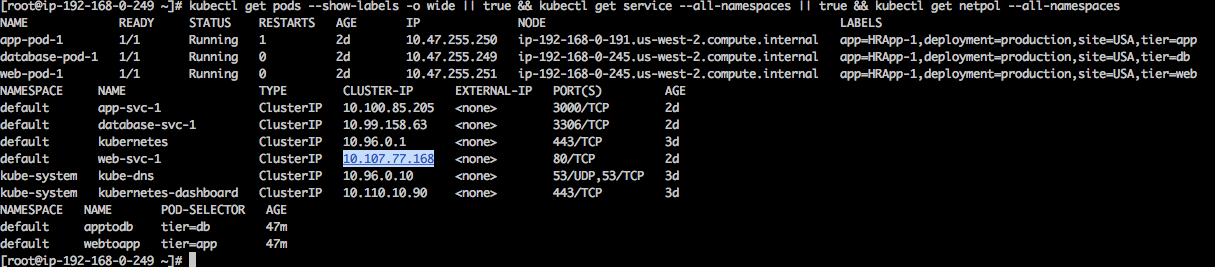 [root@ip-192-168-0-249 ~]# kubectl get pods --show-labels -o wide || true && kubectl get service --all-namespaces || true && kubectl get netpol --all-namespaces
NAME READY STATUS RESTARTS AGE IP NODE LABELS
app-pod-1 1/1 Running 1 2d 10.47.255.250 ip-192-168-0-191.us-west-2.compute.internal app=HRApp-1,deployment=production,site=USA,tier=app
database-pod-1 1/1 Running 0 2d 10.47.255.249 ip-192-168-0-245.us-west-2.compute.internal app=HRApp-1,deployment=production,site=USA,tier=db
web-pod-1 1/1 Running 0 2d 10.47.255.251 ip-192-168-0-245.us-west-2.compute.internal app=HRApp-1,deployment=production,site=USA,tier=web
NAMESPACE NAME TYPE CLUSTER-IP EXTERNAL-IP PORT(S) AGE
default app-svc-1 ClusterIP 10.100.85.205 <none> 3000/TCP 2d
default database-svc-1 ClusterIP 10.99.158.63 <none> 3306/TCP 2d
default kubernetes ClusterIP 10.96.0.1 <none> 443/TCP 3d
default web-svc-1 ClusterIP 10.107.77.168 <none> 80/TCP 2d
kube-system kube-dns ClusterIP 10.96.0.10 <none> 53/UDP,53/TCP 3d
kube-system kubernetes-dashboard ClusterIP 10.110.10.90 <none> 443/TCP 3d
NAMESPACE NAME POD-SELECTOR AGE
default apptodb tier=db 47m
default webtoapp tier=app 47m
[root@ip-192-168-0-249 ~]#